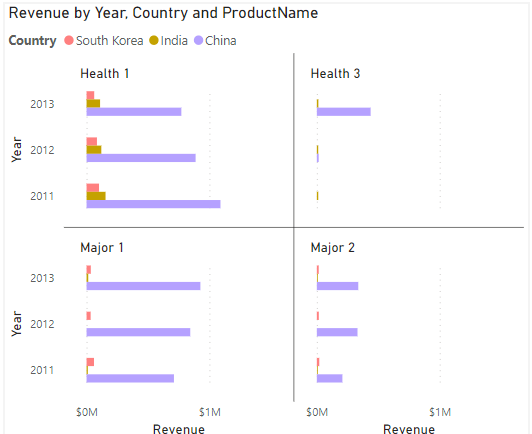 Revenue by Year, Country and ProductName
Country South Korea India China
Health 1 Health 3
2013
2012
2011
Year
Major 1 Major 2
2013
2012
2011
Year
$0M $1M $0M $1M
Revenue Revenue